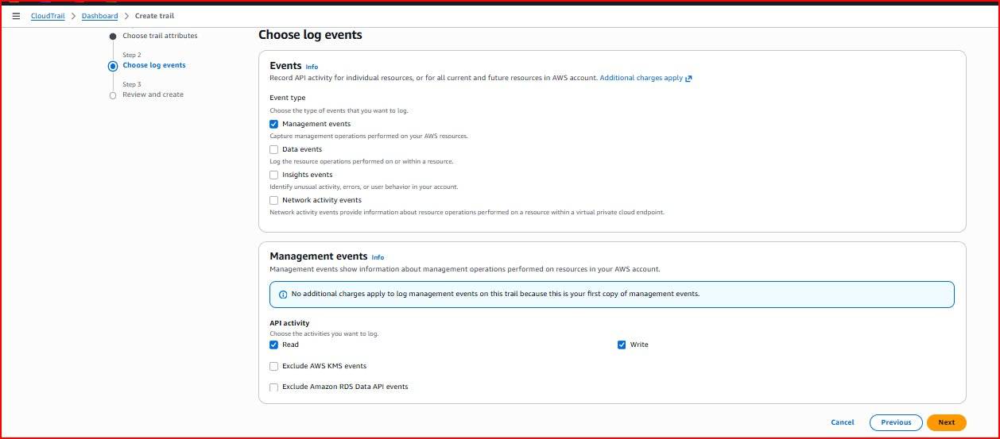 CloudTrail > Dashboard > Create trail
Choose trail attributes
Step 2
Choose log events
Step 3
Review and create
Choose log events
Events Info
Record API activity for individual resources, or for all current and future resources in AWS account. Additional charges apply
Event type
Choose the type of events that you want to log.
Management events
Capture management operations performed on your AWS resources.
Data events
Log the resource operations performed on or within a resource.
Insights events
Identify unusual activity, errors, or user behavior in your account.
Network activity events
Network activity events provide information about resource operations performed on a resource within a virtual private cloud endpoint.
Management events Info
Management events show information about management operations performed on resources in your AWS account.
No additional charges apply to log management events on this trail because this is your first copy of management events.
API activity
Choose the activities you want to log.
Read Write
Exclude AWS KMS events
Exclude Amazon RDS Data API events
Cancel Previous Next